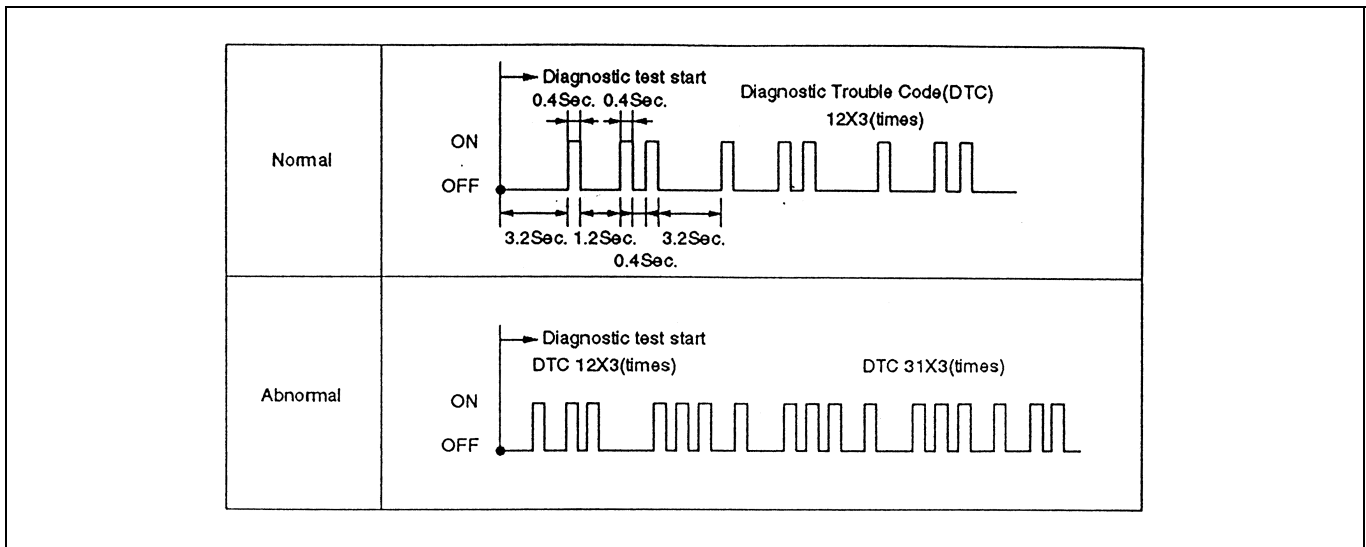 Normal
Diagnostic test start
0.4Sec. 0.4Sec.
Diagnostic Trouble Code(DTC)
12X3(times)
ON
OFF
3.2Sec. 1.2Sec. 3.2Sec.
0.4Sec.
Abnormal
Diagnostic test start
DTC 12X3(times)
DTC 31X3(times)
ON
OFF